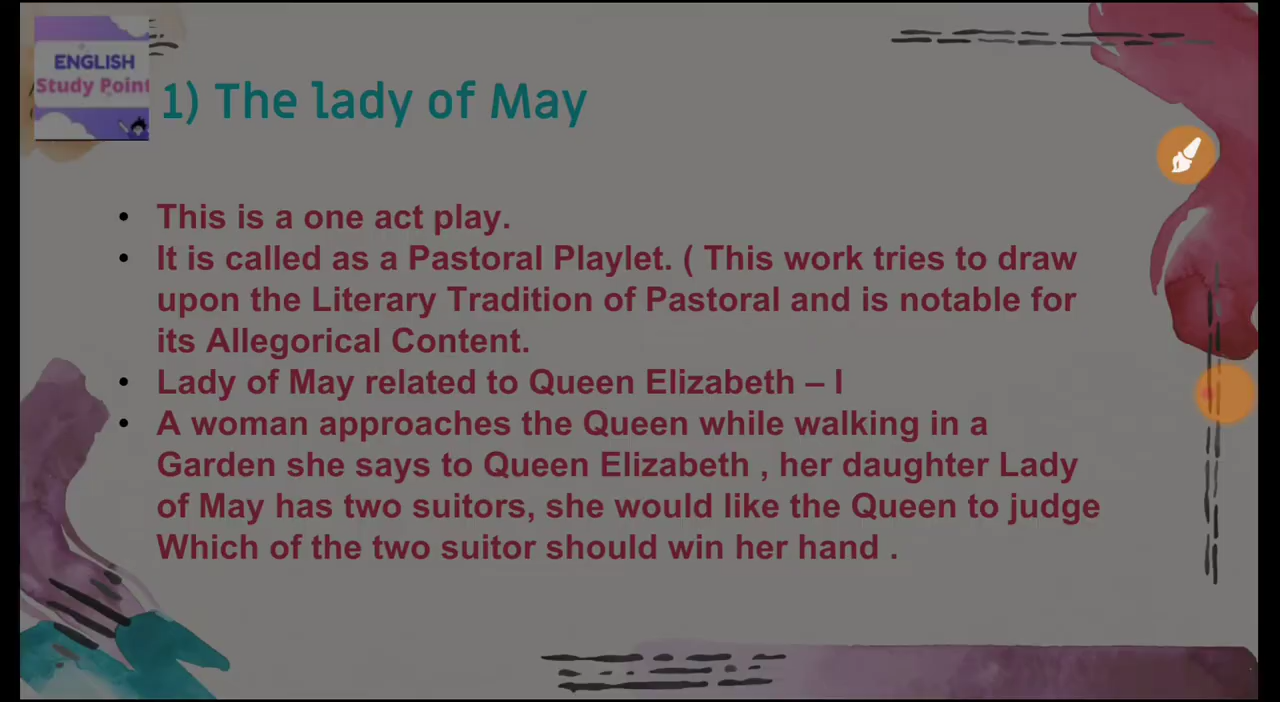 ENGLISH
Study Point
1) The lady of May
• This is a one act play.
• It is called as a Pastoral Playlet. ( This work tries to draw
upon the Literary Tradition of Pastoral and is notable for
its Allegorical Content.
• Lady of May related to Queen Elizabeth – I
• A woman approaches the Queen while walking in a
Garden she says to Queen Elizabeth , her daughter Lady
of May has two suitors, she would like the Queen to judge
Which of the two suitor should win her hand .